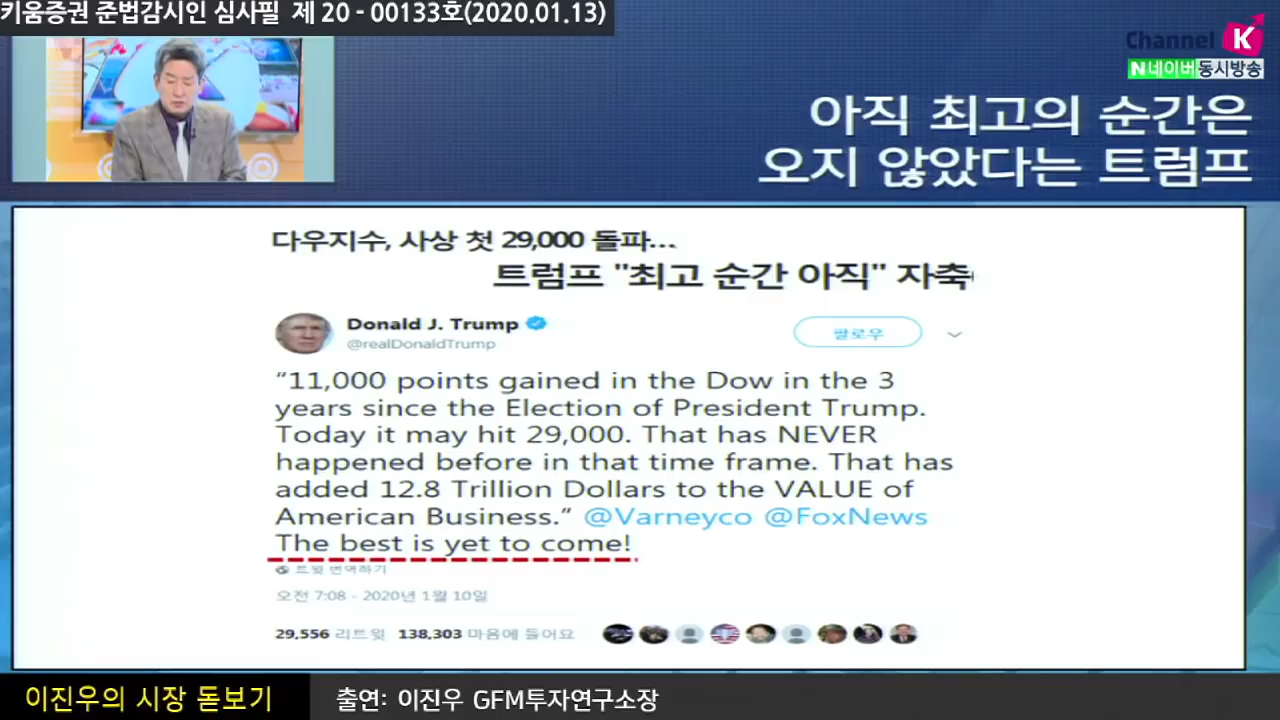 키움증권 준법감시인 심사필 제 20 - 00133호(2020.01.13)
Channel K
N네이버 동시방송
아직 최고의 순간은
오지 않았다는 트럼프
다우지수, 사상 첫 29,000 돌파...
트럼프 "최고 순간 아직" 자축
Donald J. Trump
@realDonaldTrump
팔로우
“11,000 points gained in the Dow in the 3
years since the Election of President Trump.
Today it may hit 29,000. That has NEVER
happened before in that time frame. That has
added 12.8 Trillion Dollars to the VALUE of
American Business.” @Varneyco @FoxNews
The best is yet to come!
트윗 번역하기
오전 7:08 - 2020년 1월 10일
29,556 리트윗 138,303 마음에 들어요
이진우의 시장 돋보기
출연: 이진우 GFM투자연구소장